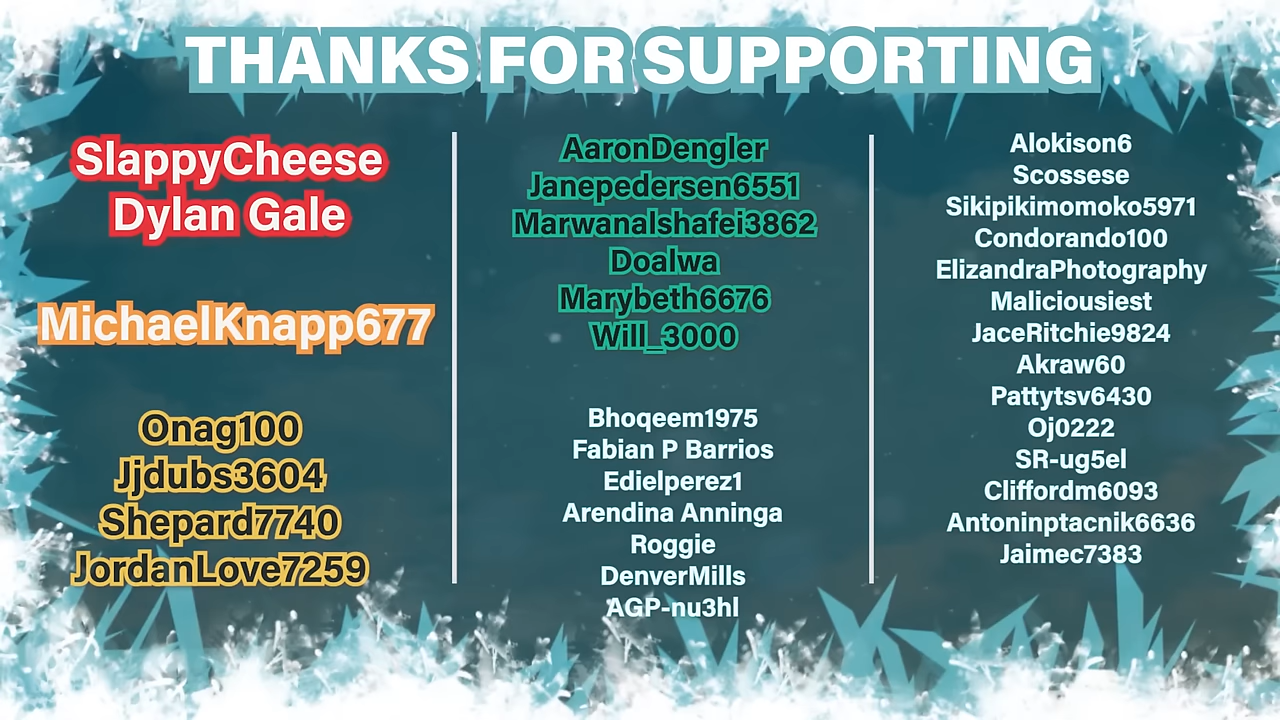 THANKS FOR SUPPORTING
SlappyCheese
Dylan Gale
MichaelKnapp677
Onag100
Jjdubs3604
Shepard7740
JordanLove7259
AaronDengler
Janepedersen6551
Marwanalshafei3862
Doalwa
Marybeth6676
Will_3000
Bhoqeem1975
Fabian P Barrios
Edielperez1
Arendina Anninga
Roggie
DenverMills
AGP-nu3hl
Alokison6
Scossese
Sikipikimomoko5971
Condorando100
ElizandraPhotography
Maliciousiest
JaceRitchie9824
Akraw60
Pattytsv6430
Oj0222
SR-ug5el
Cliffordm6093
Antoninptacnik6636
Jaimec7383